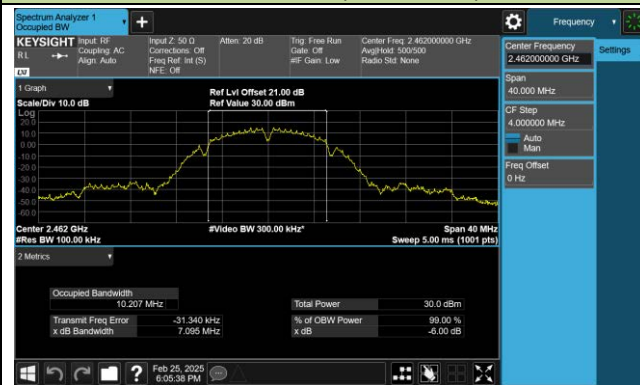 Spectrum Analyzer 1
Occupied BW
Frequency
KEYSIGHT
RL
LXI
Input: RF
Coupling: AC
Align: Auto
Input Z: 50 Ω
Corrections: Off
Freq Ref: Int (S)
NFE: Off
Atten: 20 dB
Trig: Free Run
Gate: Off
#IF Gain: Low
Center Freq: 2.462000000 GHz
Avg|Hold: 500/500
Radio Std: None
Center Frequency
2.462000000 GHz
Settings
Span
40.000 MHz
CF Step
4.000000 MHz
Auto
Man
Freq Offset
0 Hz
1 Graph
Scale/Div 10.0 dB
Ref Lvl Offset 21.00 dB
Ref Value 30.00 dBm
Log
20.0
10.0
0.00
-10.0
-20.0
-30.0
-40.0
-50.0
-60.0
Center 2.462 GHz
#Video BW 300.00 kHz*
Span 40 MHz
#Res BW 100.00 kHz
Sweep 5.00 ms (1001 pts)
2 Metrics
Occupied Bandwidth
10.207 MHz
Total Power 30.0 dBm
Transmit Freq Error -31.340 kHz
% of OBW Power 99.00 %
x dB Bandwidth 7.095 MHz
x dB -6.00 dB
?
Feb 25, 2025
6:05:38 PM